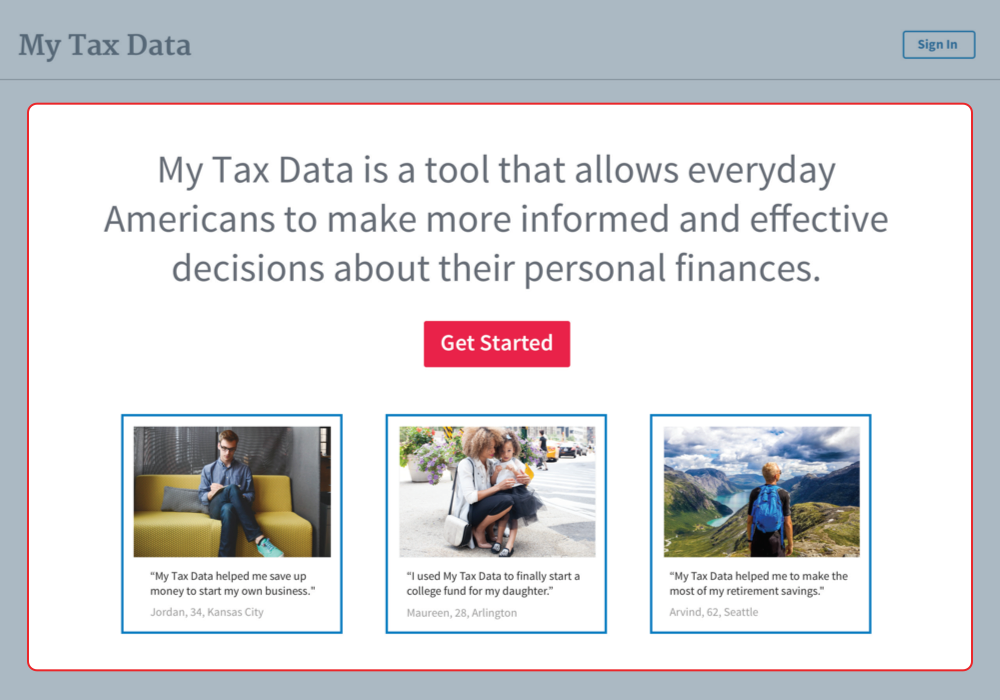 My Tax Data
Sign In
My Tax Data is a tool that allows everyday
Americans to make more informed and effective
decisions about their personal finances.
Get Started
“My Tax Data helped me save up
money to start my own business.”
Jordan, 34, Kansas City
“I used My Tax Data to finally start a
college fund for my daughter.”
Maureen, 28, Arlington
“My Tax Data helped me to make the
most of my retirement savings.”
Arvind, 62, Seattle